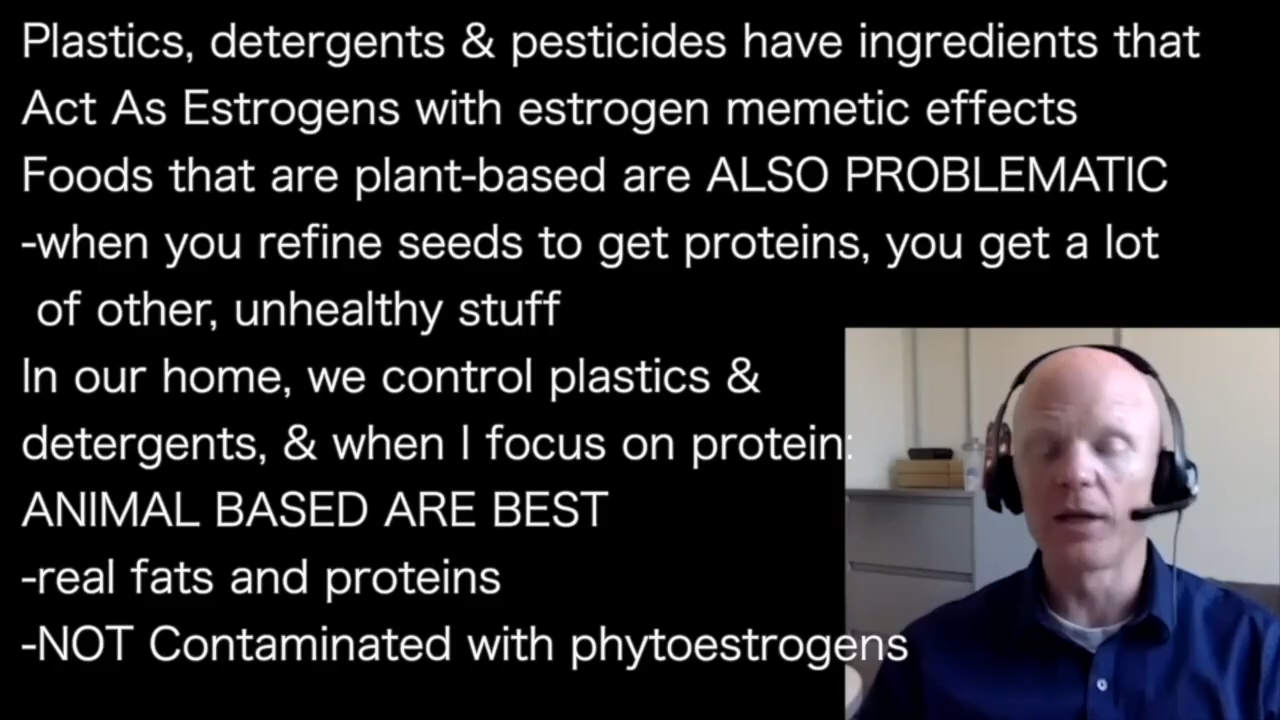 Plastics, detergents & pesticides have ingredients that
Act As Estrogens with estrogen memetic effects
Foods that are plant-based are ALSO PROBLEMATIC
-when you refine seeds to get proteins, you get a lot
of other, unhealthy stuff
In our home, we control plastics &
detergents, & when I focus on protein:
ANIMAL BASED ARE BEST
-real fats and proteins
-NOT Contaminated with phytoestrogens